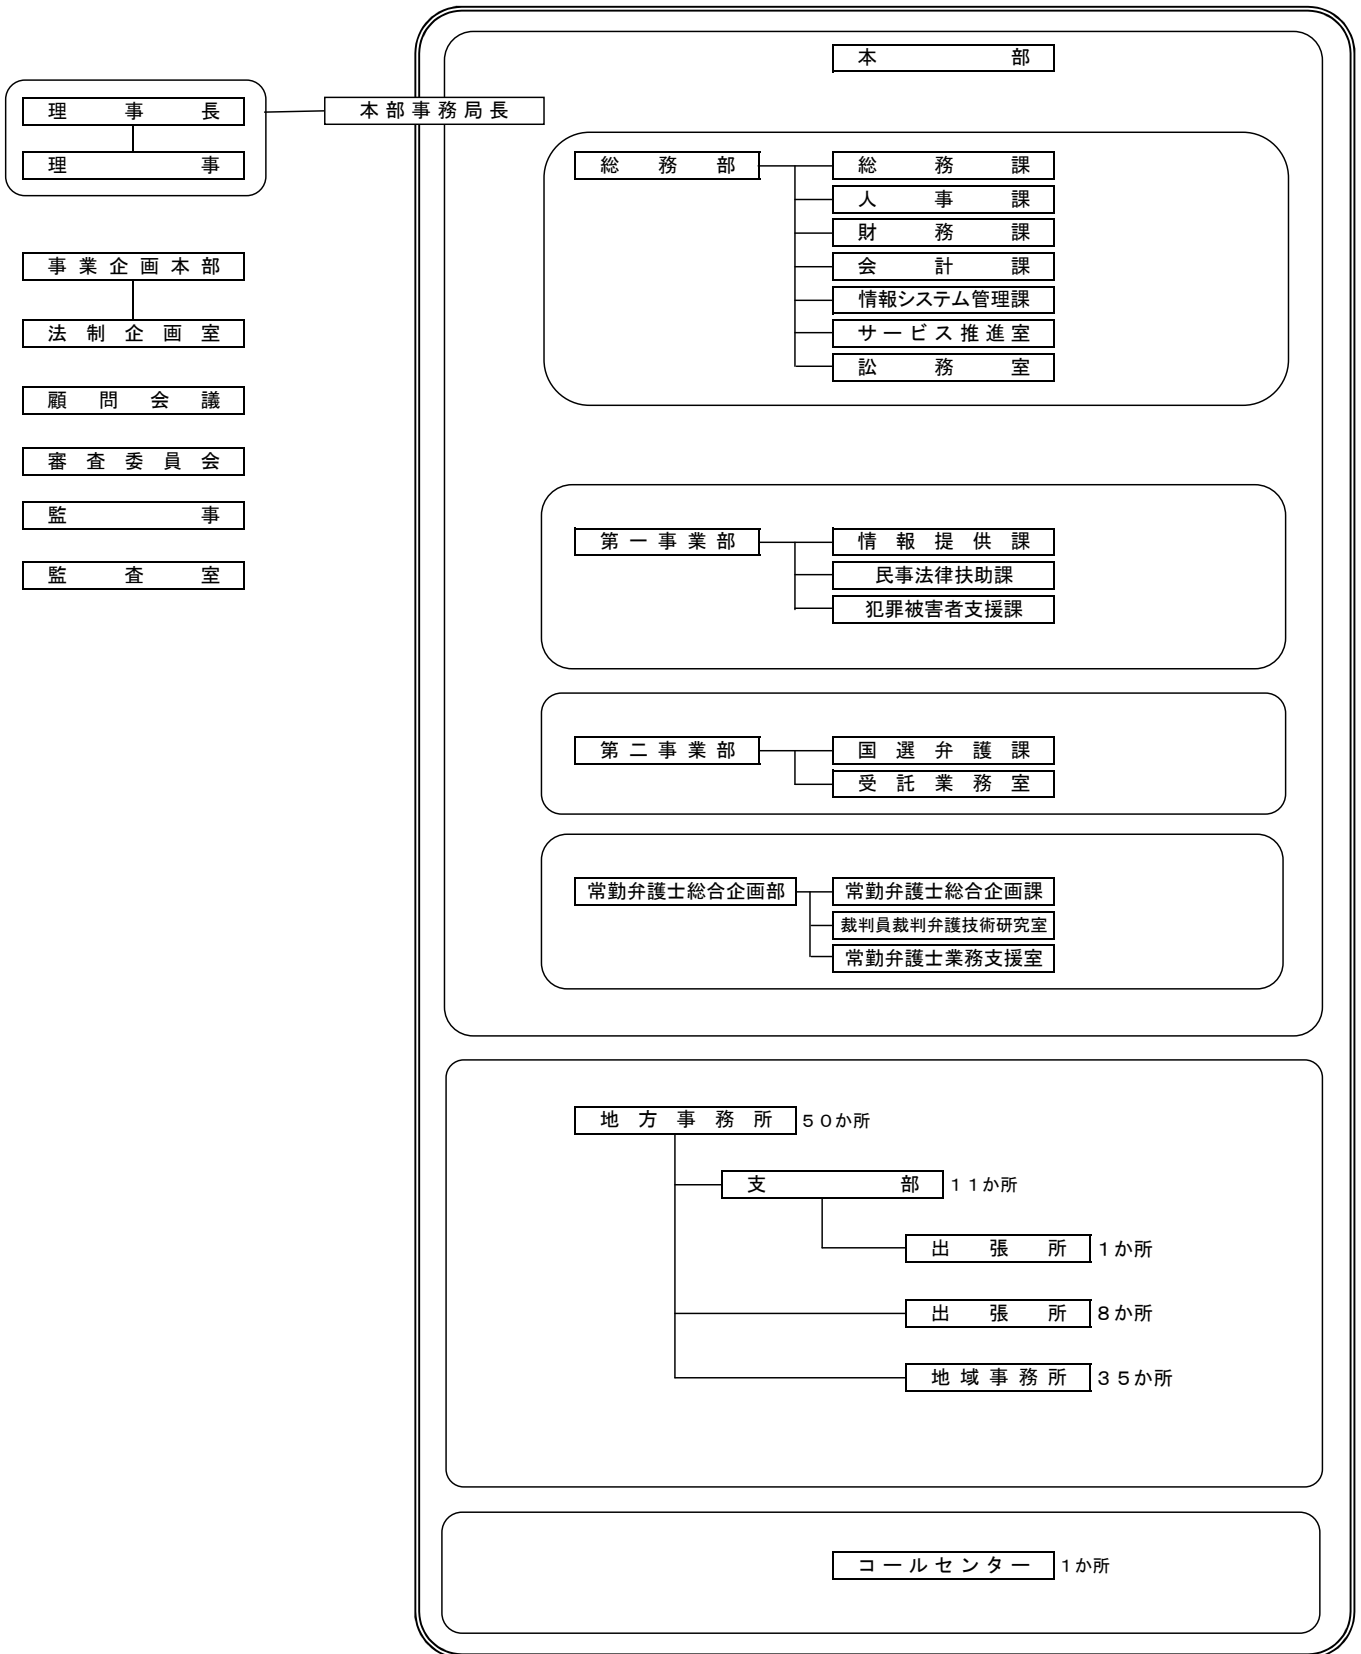 本部
理事長
本部事務局長
理事
事業企画本部
法制企画室
顧問会議
審査委員会
監事
監査室
総務部
総務課
人事課
財務課
会計課
情報システム管理課
サービス推進室
訟務室
第一事業部
情報提供課
民事法律扶助課
犯罪被害者支援課
第二事業部
国選弁護課
受託業務室
常勤弁護士総合企画部
常勤弁護士総合企画課
裁判員裁判弁護技術研究室
常勤弁護士業務支援室
地方事務所 ５０か所
支部 １１か所
出張所 １か所
出張所 ８か所
地域事務所 ３５か所
コールセンター １か所